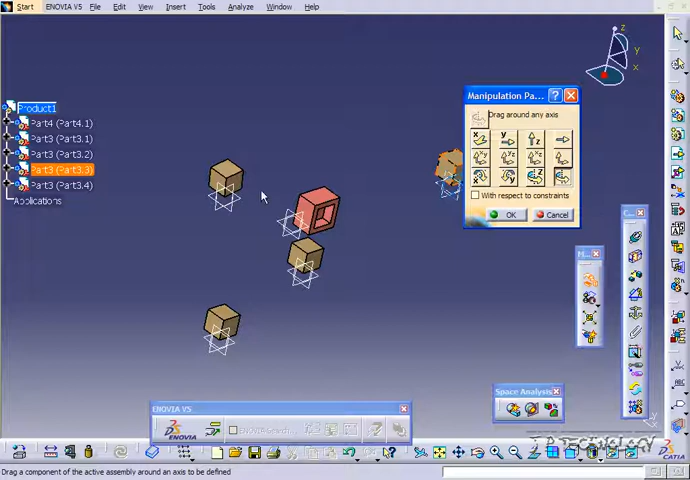 Start ENOVIA V5 File Edit View Insert Tools Analyze Window Help
z
y
x
Manipulation Pa...
Drag around any axis
Product1
Part4 (Part4.1)
Part3 (Part3.1)
Part3 (Part3.2)
Part3 (Part3.3)
Part3 (Part3.4)
Applications
With respect to constraints
OK Cancel
Space Analysis
ENOVIA V5
ENOVIA
CATIA
Drag a component of the active assembly around an axis to be defined